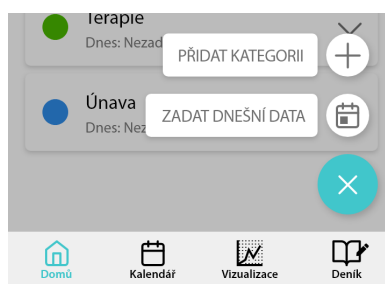 Terapie
Dnes: Nezad
PŘIDAT KATEGORII
Únava
Dnes: Nez
ZADAT DNEŠNÍ DATA
Domů Kalendář Vizualizace Deník